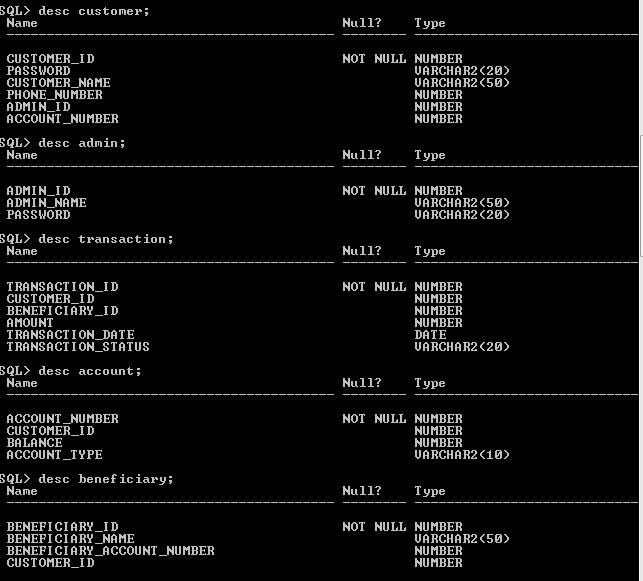 SQL> desc customer;
Name Null? Type
----------------------------------------- -------- ----------------------------
CUSTOMER_ID NOT NULL NUMBER
PASSWORD VARCHAR2(20)
CUSTOMER_NAME VARCHAR2(50)
PHONE_NUMBER NUMBER
ADMIN_ID NUMBER
ACCOUNT_NUMBER NUMBER
SQL> desc admin;
Name Null? Type
----------------------------------------- -------- ----------------------------
ADMIN_ID NOT NULL NUMBER
ADMIN_NAME VARCHAR2(50)
PASSWORD VARCHAR2(20)
SQL> desc transaction;
Name Null? Type
----------------------------------------- -------- ----------------------------
TRANSACTION_ID NOT NULL NUMBER
CUSTOMER_ID NUMBER
BENEFICIARY_ID NUMBER
AMOUNT NUMBER
TRANSACTION_DATE DATE
TRANSACTION_STATUS VARCHAR2(20)
SQL> desc account;
Name Null? Type
----------------------------------------- -------- ----------------------------
ACCOUNT_NUMBER NOT NULL NUMBER
CUSTOMER_ID NUMBER
BALANCE NUMBER
ACCOUNT_TYPE VARCHAR2(10)
SQL> desc beneficiary;
Name Null? Type
----------------------------------------- -------- ----------------------------
BENEFICIARY_ID NOT NULL NUMBER
BENEFICIARY_NAME VARCHAR2(50)
BENEFICIARY_ACCOUNT_NUMBER NUMBER
CUSTOMER_ID NUMBER